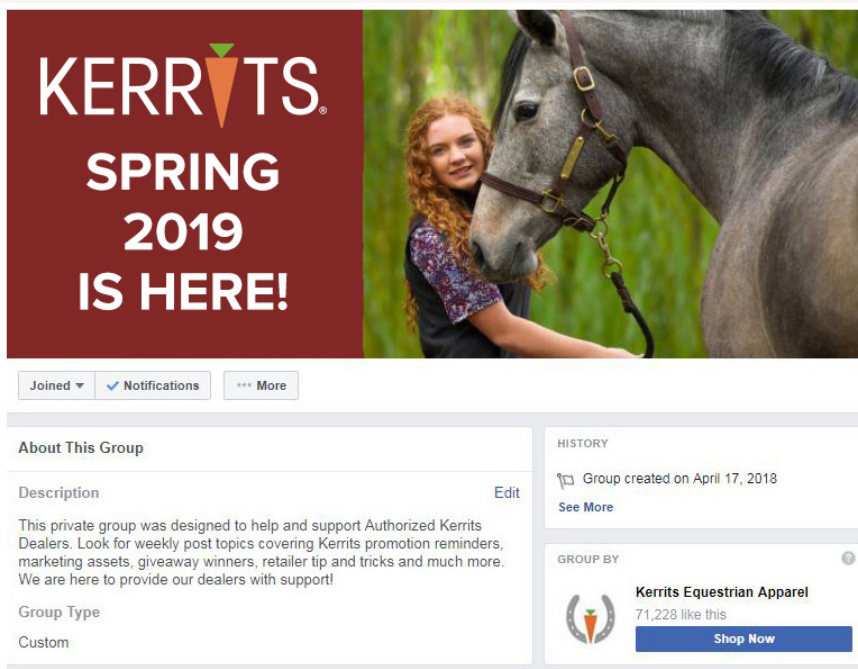 KERRITS®
SPRING
2019
IS HERE!
Joined
Notifications
More
About This Group
Description
Edit
This private group was designed to help and support Authorized Kerrits
Dealers. Look for weekly post topics covering Kerrits promotion reminders,
marketing assets, giveaway winners, retailer tip and tricks and much more.
We are here to provide our dealers with support!
Group Type
Custom
HISTORY
Group created on April 17, 2018
See More
GROUP BY
?
Kerrits Equestrian Apparel
71,228 like this
Shop Now